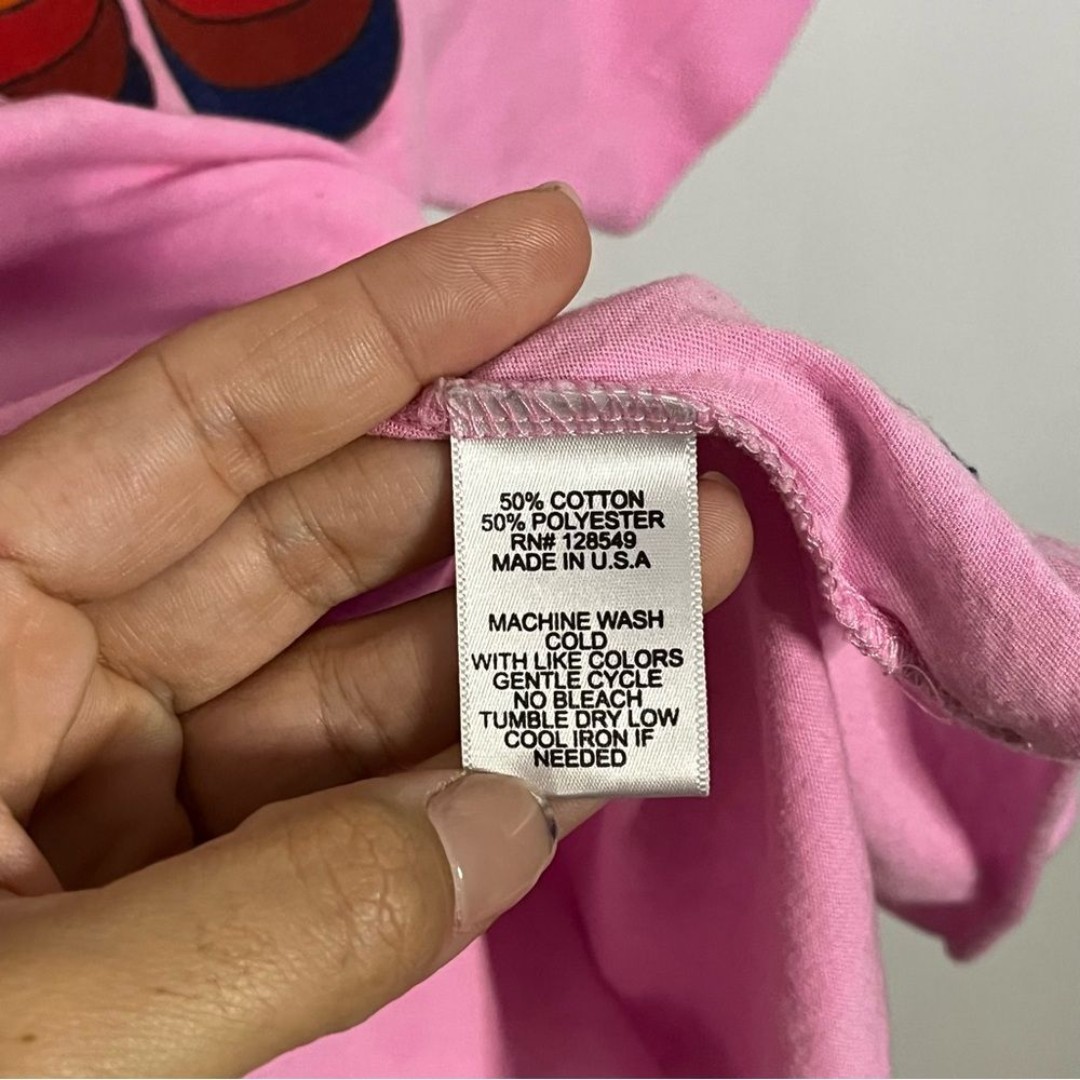 50% COTTON
50% POLYESTER
RN# 128549
MADE IN U.S.A
MACHINE WASH
COLD
WITH LIKE COLORS
GENTLE CYCLE
NO BLEACH
TUMBLE DRY LOW
COOL IRON IF
NEEDED